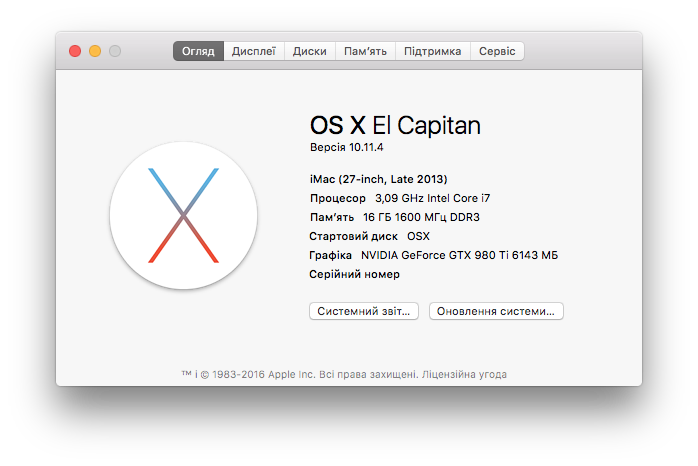 Огляд Дисплеї Диски Пам'ять Підтримка Сервіс
OS X El Capitan
Версія 10.11.4
iMac (27-inch, Late 2013)
Процесор 3,09 GHz Intel Core i7
Пам'ять 16 ГБ 1600 МГц DDR3
Стартовий диск OSX
Графіка NVIDIA GeForce GTX 980 Ti 6143 МБ
Серійний номер
Системний звіт... Оновлення системи...
™ і © 1983-2016 Apple Inc. Всі права захищені. Ліцензійна угода